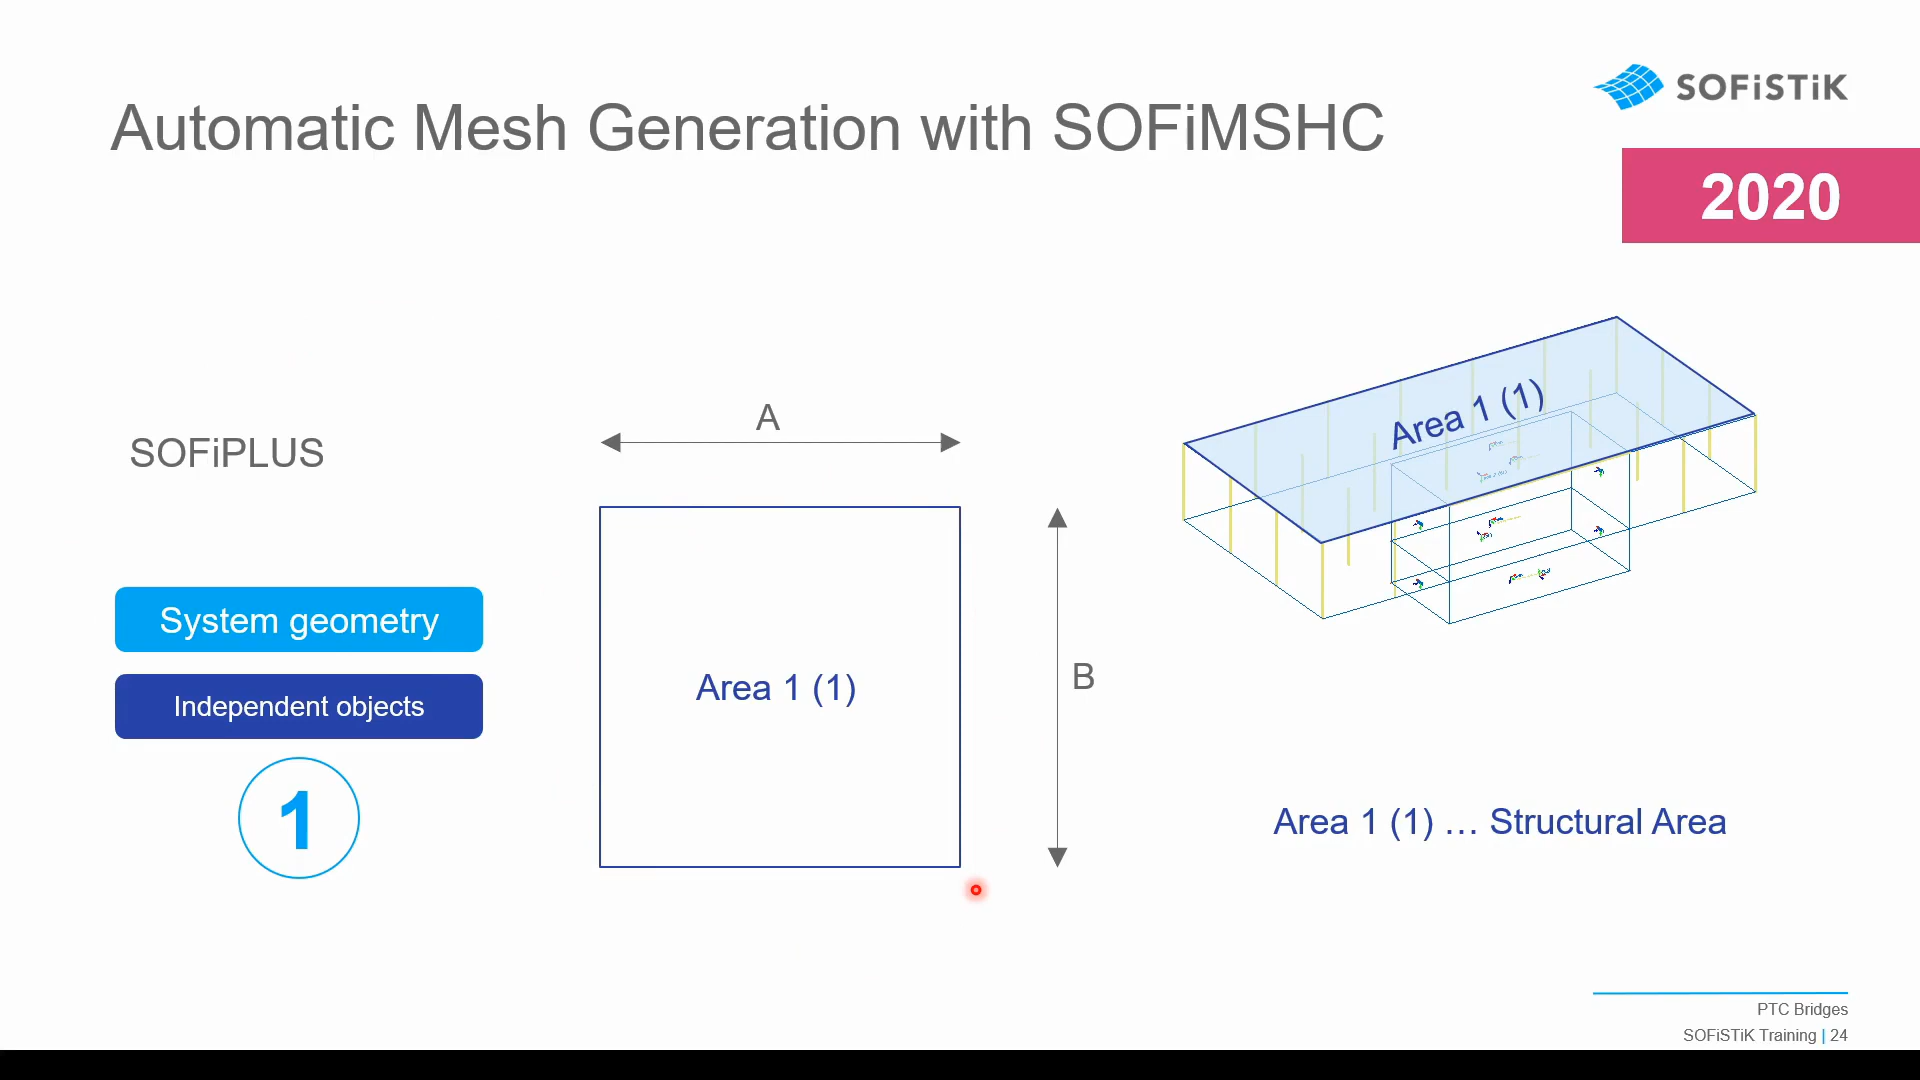 SOFiSTiK
Automatic Mesh Generation with SOFiMSHC
2020
SOFiPLUS
System geometry
Independent objects
1
A
B
Area 1 (1)
Area 1 (1)
Area 1 (1) … Structural Area
PTC Bridges
SOFiSTiK Training | 24